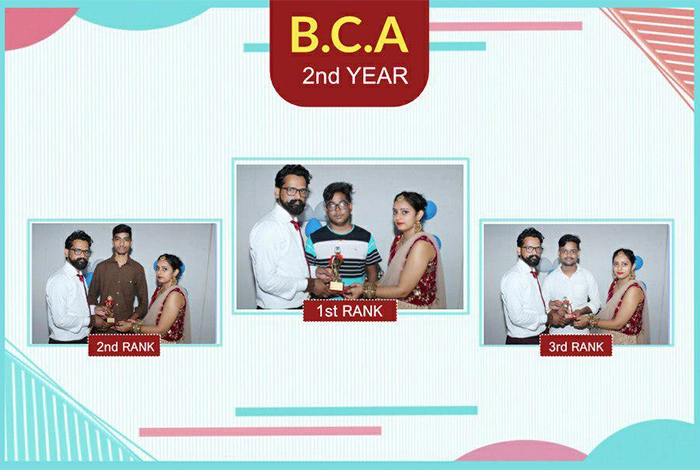 B.C.A
2nd YEAR
1st RANK
2nd RANK
3rd RANK